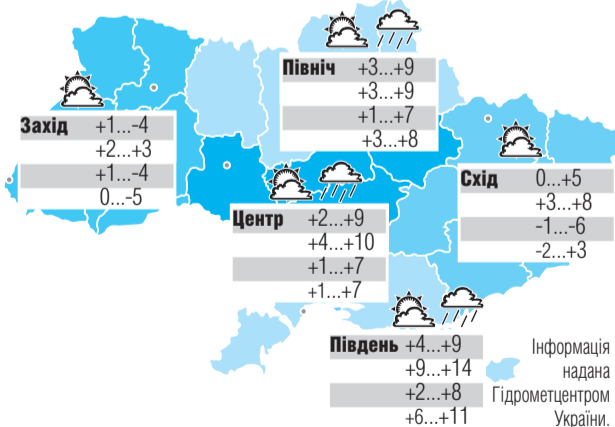 Північ +3...+9
+3...+9
+1...+7
+3...+8
Захід +1...-4
+2...+3
+1...-4
0...-5
Схід 0...+5
+3...+8
-1...-6
-2...+3
Центр +2...+9
+4...+10
+1...+7
+1...+7
Південь +4...+9
+9...+14
+2...+8
+6...+11
Інформація
надана
Гідрометцентром
України.